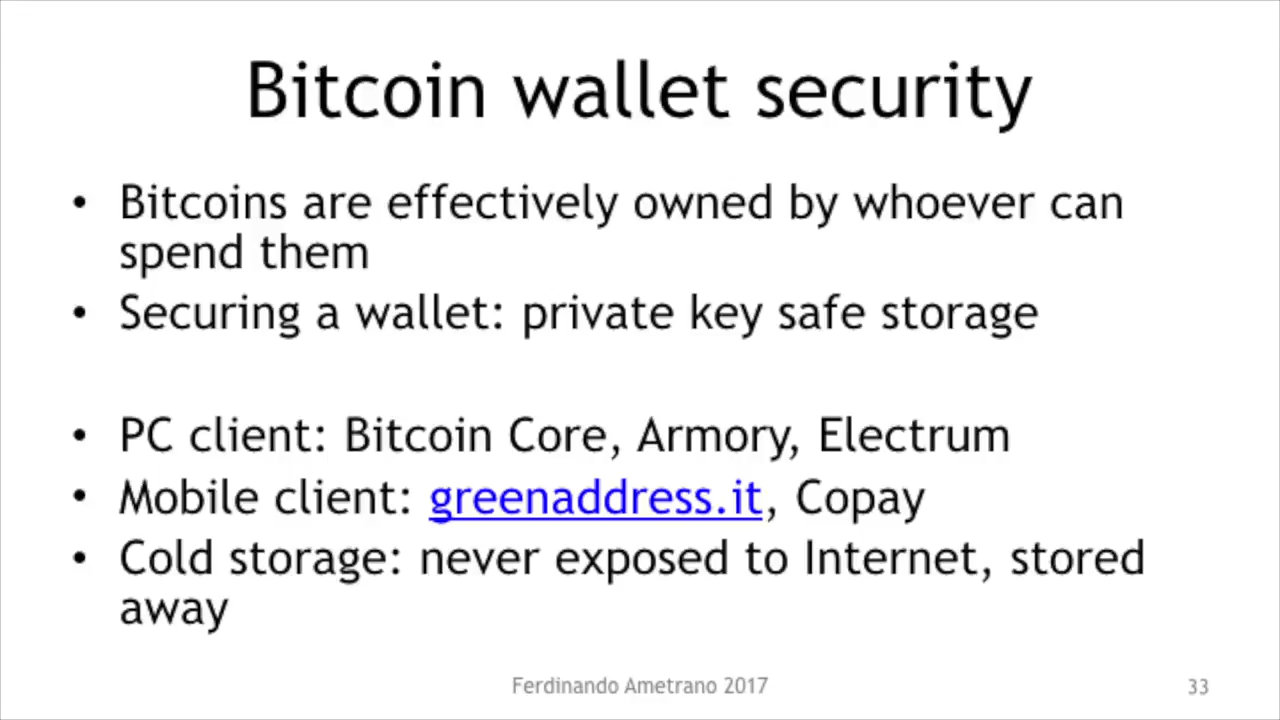 Bitcoin wallet security
• Bitcoins are effectively owned by whoever can
spend them
• Securing a wallet: private key safe storage
• PC client: Bitcoin Core, Armory, Electrum
• Mobile client: greenaddress.it, Copay
• Cold storage: never exposed to Internet, stored
away
Ferdinando Ametrano 2017
33